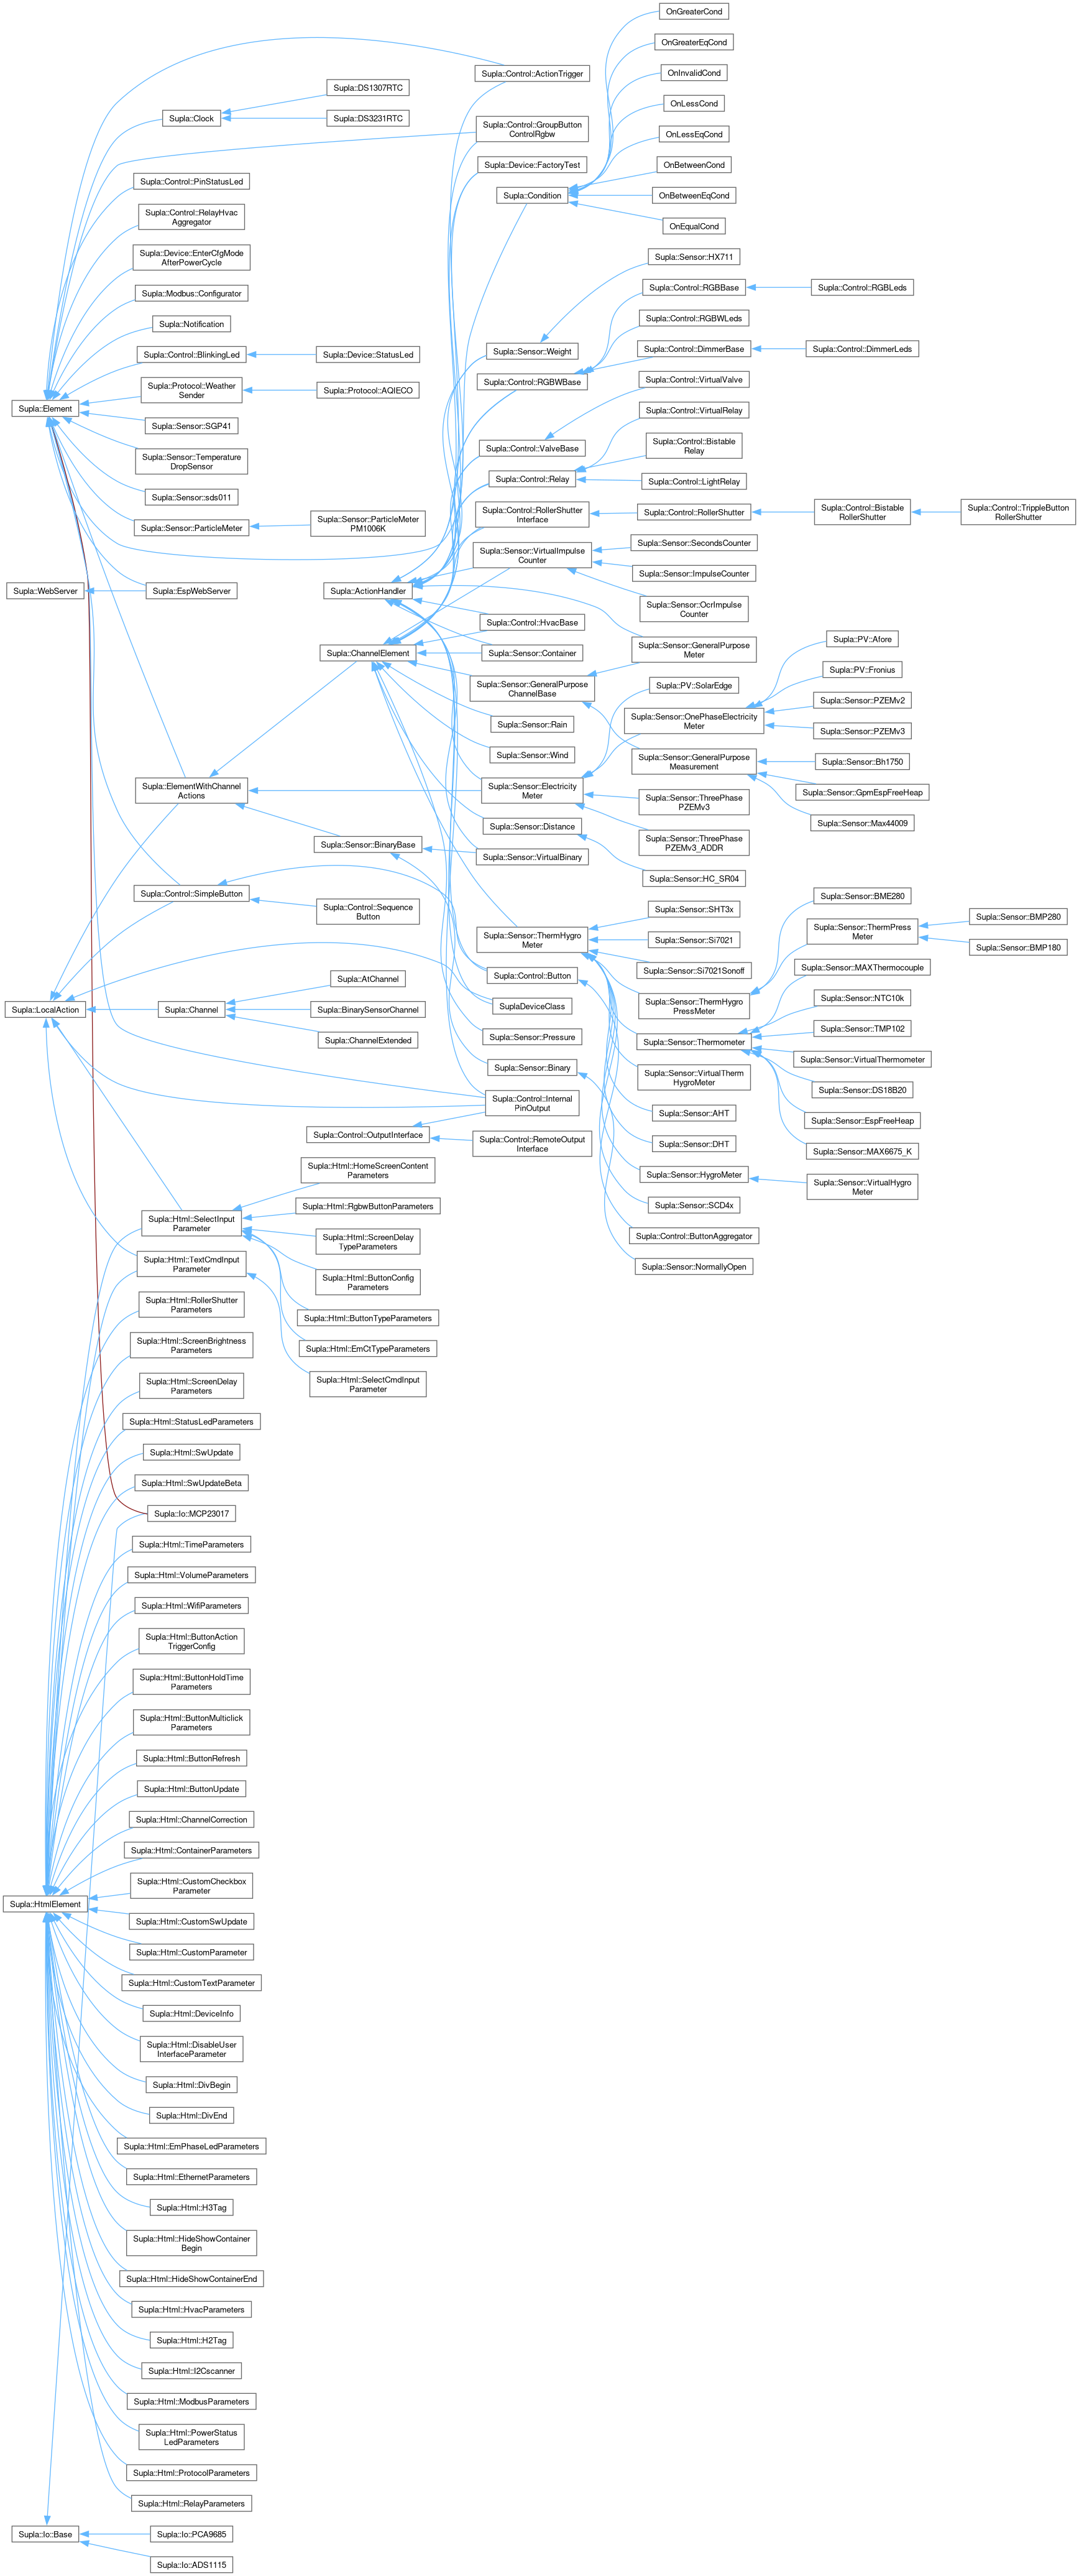 OnGreaterCond
OnGreaterEqCond
OnInvalidCond
OnLessCond
OnLessEqCond
OnBetweenCond
OnBetweenEqCond
OnEqualCond
Supla::Control::ActionTrigger
Supla::DS1307RTC
Supla::Clock
Supla::DS3231RTC
Supla::Control::GroupButton
ControlRgbw
Supla::Device::FactoryTest
Supla::Condition
Supla::Control::PinStatusLed
Supla::Control::RelayHvac
Aggregator
Supla::Device::EnterCfgMode
AfterPowerCycle
Supla::Modbus::Configurator
Supla::Notification
Supla::Control::BlinkingLed
Supla::Device::StatusLed
Supla::Protocol::Weather
Sender
Supla::Protocol::AQIECO
Supla::Element
Supla::Sensor::SGP41
Supla::Sensor::Temperature
DropSensor
Supla::Sensor::sds011
Supla::Sensor::ParticleMeter
Supla::Sensor::ParticleMeter
PM1006K
Supla::WebServer
Supla::EspWebServer
Supla::Sensor::HX711
Supla::Control::RGBBase
Supla::Control::RGBLeds
Supla::Control::RGBWLeds
Supla::Sensor::Weight
Supla::Control::DimmerBase
Supla::Control::DimmerLeds
Supla::Control::RGBWBase
Supla::Control::VirtualValve
Supla::Control::VirtualRelay
Supla::Control::ValveBase
Supla::Control::Bistable
Relay
Supla::Control::Relay
Supla::Control::LightRelay
Supla::Control::RollerShutter
Interface
Supla::Control::RollerShutter
Supla::Control::Bistable
RollerShutter
Supla::Control::TrippleButton
RollerShutter
Supla::Sensor::VirtualImpulse
Counter
Supla::Sensor::SecondsCounter
Supla::Sensor::ImpulseCounter
Supla::Sensor::OcrImpulse
Counter
Supla::ActionHandler
Supla::Control::HvacBase
Supla::ChannelElement
Supla::Sensor::Container
Supla::Sensor::GeneralPurpose
Meter
Supla::Sensor::GeneralPurpose
ChannelBase
Supla::PV::Afore
Supla::PV::Fronius
Supla::PV::SolarEdge
Supla::Sensor::PZEMv2
Supla::Sensor::OnePhaseElectricity
Meter
Supla::Sensor::PZEMv3
Supla::Sensor::Rain
Supla::Sensor::Wind
Supla::Sensor::GeneralPurpose
Measurement
Supla::Sensor::Bh1750
Supla::Sensor::GpmEspFreeHeap
Supla::Sensor::Max44009
Supla::ElementWithChannel
Actions
Supla::Sensor::Electricity
Meter
Supla::Sensor::ThreePhase
PZEMv3
Supla::Sensor::Distance
Supla::Sensor::ThreePhase
PZEMv3_ADDR
Supla::Sensor::BinaryBase
Supla::Sensor::VirtualBinary
Supla::Sensor::HC_SR04
Supla::Control::SimpleButton
Supla::Control::Sequence
Button
Supla::Sensor::BME280
Supla::Sensor::SHT3x
Supla::Sensor::ThermPress
Meter
Supla::Sensor::BMP280
Supla::Sensor::BMP180
Supla::Sensor::ThermHygro
Meter
Supla::Sensor::Si7021
Supla::Sensor::Si7021Sonoff
Supla::Sensor::MAXThermocouple
Supla::Control::Button
Supla::AtChannel
Supla::Sensor::ThermHygro
PressMeter
Supla::Sensor::NTC10k
Supla::LocalAction
Supla::Channel
Supla::BinarySensorChannel
SuplaDeviceClass
Supla::Sensor::TMP102
Supla::ChannelExtended
Supla::Sensor::Pressure
Supla::Sensor::Thermometer
Supla::Sensor::VirtualThermometer
Supla::Sensor::Binary
Supla::Sensor::VirtualTherm
HygroMeter
Supla::Sensor::DS18B20
Supla::Control::Internal
PinOutput
Supla::Sensor::AHT
Supla::Sensor::EspFreeHeap
Supla::Control::OutputInterface
Supla::Control::RemoteOutput
Interface
Supla::Sensor::DHT
Supla::Sensor::MAX6675_K
Supla::Sensor::HygroMeter
Supla::Sensor::VirtualHygro
Meter
Supla::Sensor::SCD4x
Supla::Control::ButtonAggregator
Supla::Sensor::NormallyOpen
Supla::Html::HomeScreenContent
Parameters
Supla::Html::RgbwButtonParameters
Supla::Html::SelectInput
Parameter
Supla::Html::ScreenDelay
TypeParameters
Supla::Html::TextCmdInput
Parameter
Supla::Html::ButtonConfig
Parameters
Supla::Html::RollerShutter
Parameters
Supla::Html::ButtonTypeParameters
Supla::Html::ScreenBrightness
Parameters
Supla::Html::EmCtTypeParameters
Supla::Html::ScreenDelay
Parameters
Supla::Html::SelectCmdInput
Parameter
Supla::Html::StatusLedParameters
Supla::Html::SwUpdate
Supla::Html::SwUpdateBeta
Supla::Io::MCP23017
Supla::Html::TimeParameters
Supla::Html::VolumeParameters
Supla::Html::WifiParameters
Supla::Html::ButtonAction
TriggerConfig
Supla::Html::ButtonHoldTime
Parameters
Supla::Html::ButtonMulticlick
Parameters
Supla::Html::ButtonRefresh
Supla::Html::ButtonUpdate
Supla::Html::ChannelCorrection
Supla::Html::ContainerParameters
Supla::Html::CustomCheckbox
Parameter
Supla::HtmlElement
Supla::Html::CustomSwUpdate
Supla::Html::CustomParameter
Supla::Html::CustomTextParameter
Supla::Html::DeviceInfo
Supla::Html::DisableUser
InterfaceParameter
Supla::Html::DivBegin
Supla::Html::DivEnd
Supla::Html::EmPhaseLedParameters
Supla::Html::EthernetParameters
Supla::Html::H3Tag
Supla::Html::HideShowContainer
Begin
Supla::Html::HideShowContainerEnd
Supla::Html::HvacParameters
Supla::Html::H2Tag
Supla::Html::I2Cscanner
Supla::Html::ModbusParameters
Supla::Html::PowerStatus
LedParameters
Supla::Html::ProtocolParameters
Supla::Html::RelayParameters
Supla::Io::Base
Supla::Io::PCA9685
Supla::Io::ADS1115